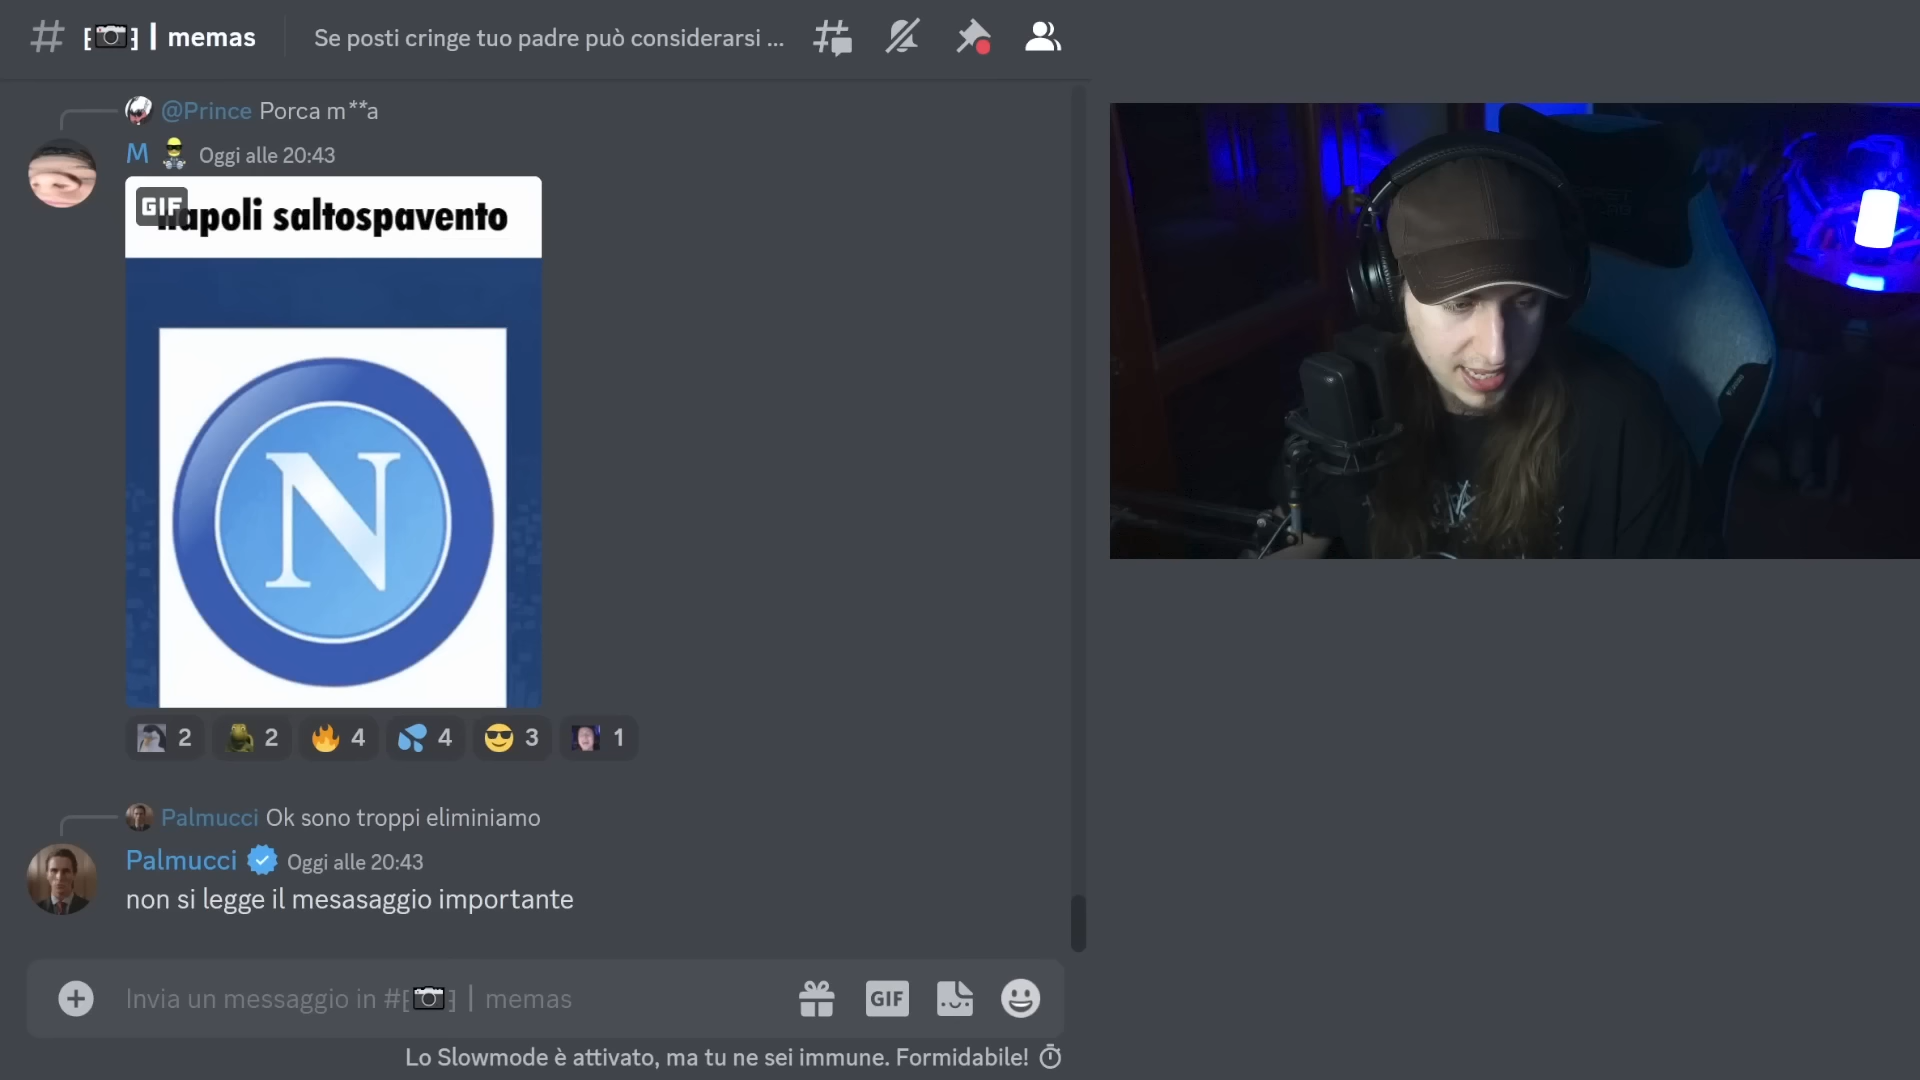 [📷] | memas
Se posti cringe tuo padre può considerarsi ...
@Prince Porca m**a
M Oggi alle 20:43
GIF
napoli saltospavento
N
2 2 4 4 3 1
Palmucci Ok sono troppi eliminiamo
Palmucci Oggi alle 20:43
non si legge il mesasaggio importante
Invia un messaggio in #[📷] | memas
GIF
Lo Slowmode è attivato, ma tu ne sei immune. Formidabile!